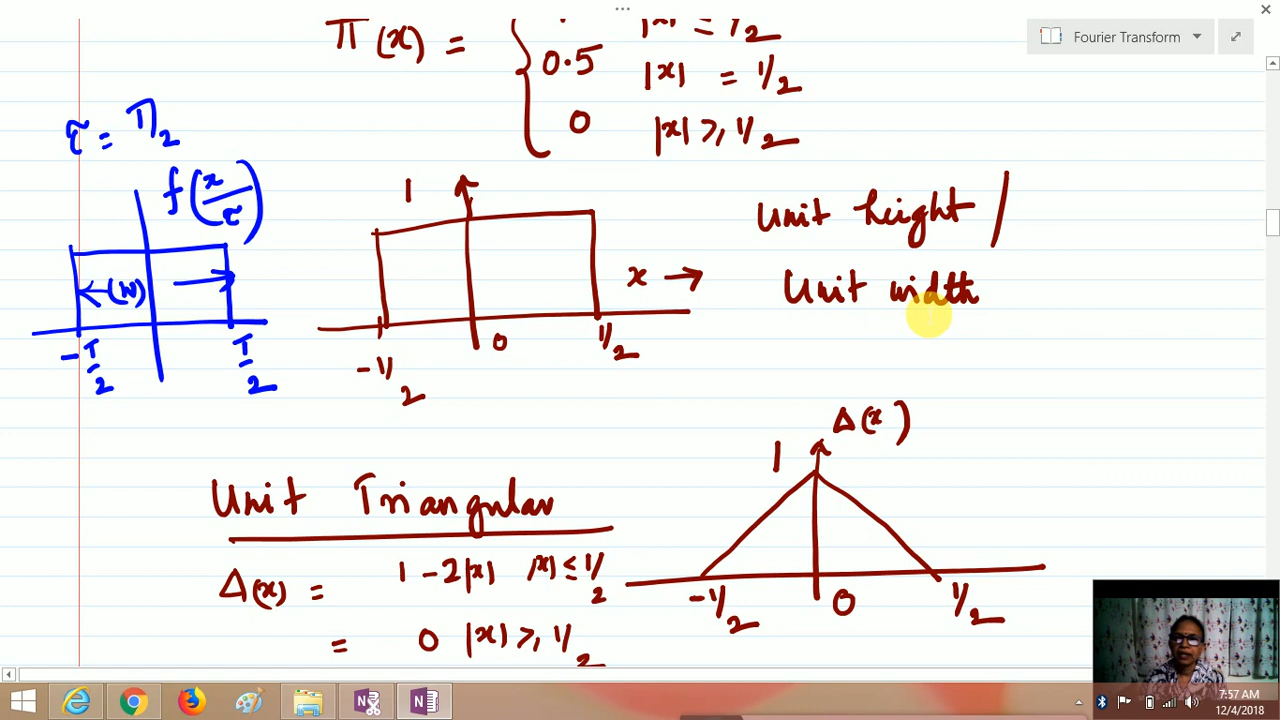 Fourier Transform
Π(x) =
|x| ≤ 1/2
0.5 |x| = 1/2
0 |x| >, 1/2
τ = T/2
f(x/τ)
(W)
-T/2
T/2
1
x →
-1/2
0
1/2
Unit height /
Unit width
Δ(x)
1
-1/2
0
1/2
Unit Triangular
Δ(x) = 1 - 2|x| |x| ≤ 1/2
= 0 |x| >, 1/2
7:57 AM
12/4/2018